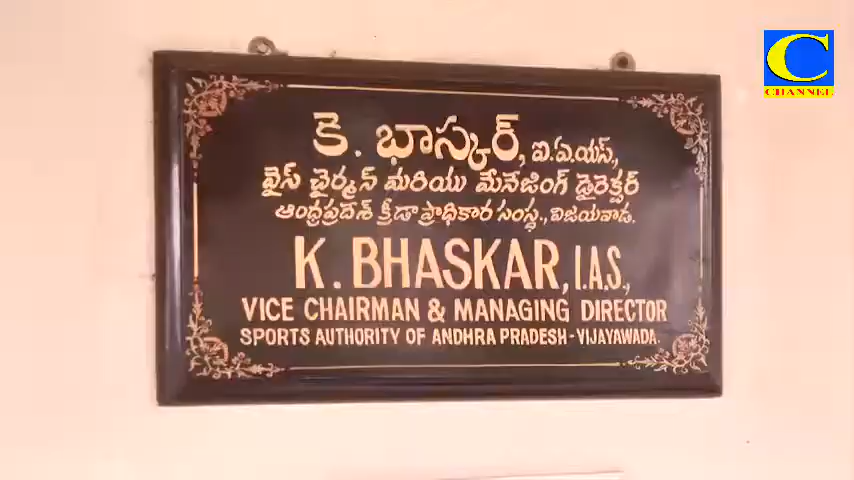 C
CHANNEL
కె. భాస్కర్, ఐ.ఏ.యస్.,
వైస్ ఛైర్మన్ మరియు మేనేజింగ్ డైరెక్టర్
ఆంధ్రప్రదేశ్ క్రీడా ప్రాధికార సంస్థ., విజయవాడ.
K. BHASKAR, I.A.S.,
VICE CHAIRMAN & MANAGING DIRECTOR
SPORTS AUTHORITY OF ANDHRA PRADESH - VIJAYAWADA.